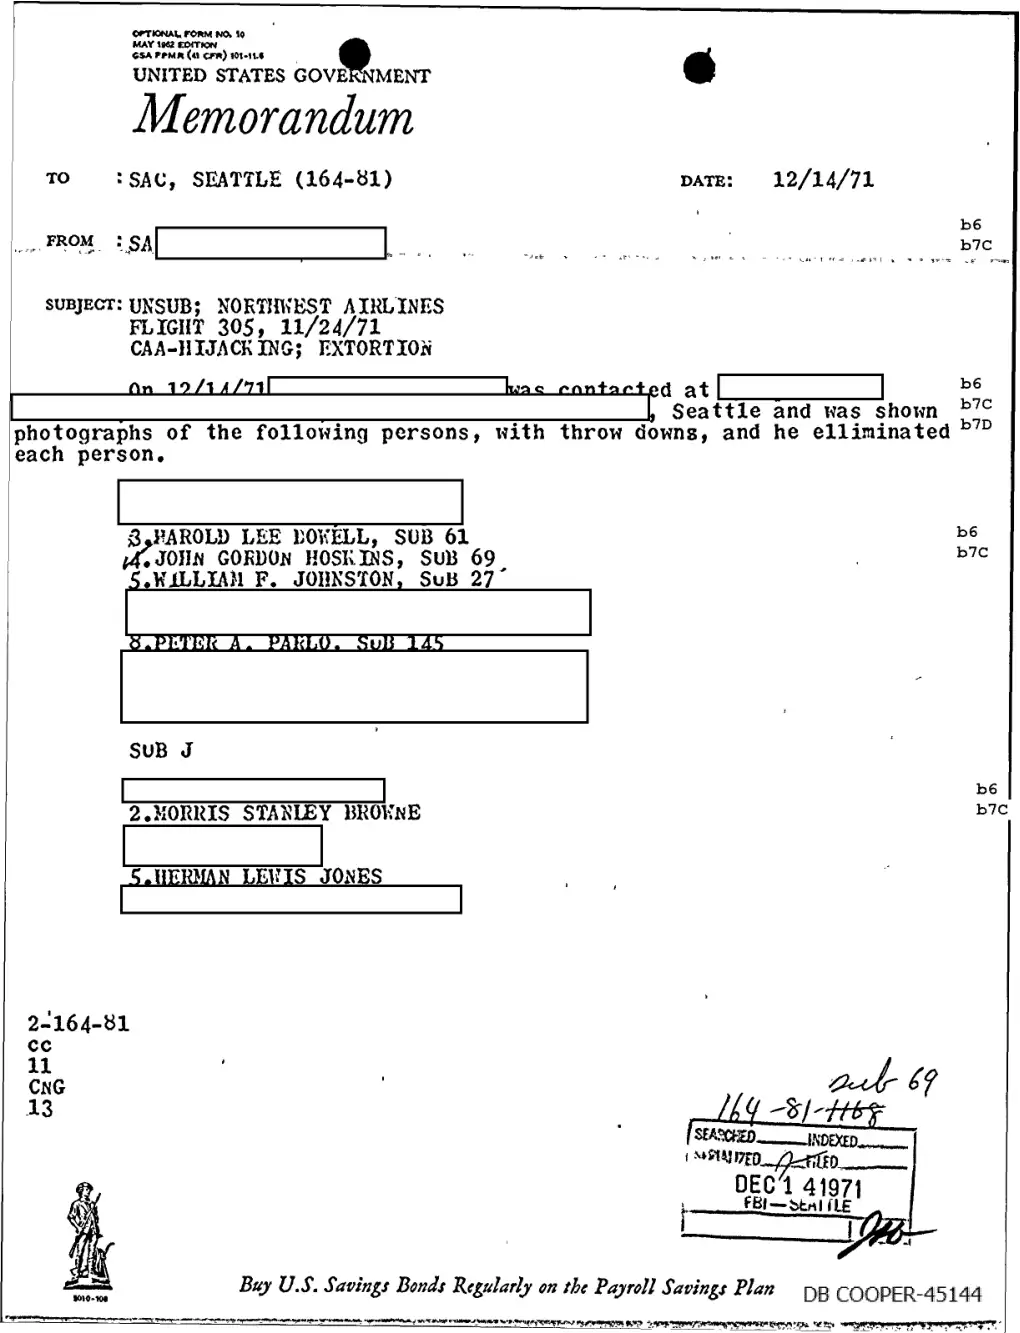 OPTIONAL FORM NO. 10
MAY 1962 EDITION
GSA FPMR (41 CFR) 101-11.6
UNITED STATES GOVERNMENT
Memorandum
TO : SAC, SEATTLE (164-81) DATE: 12/14/71
FROM : SA b6
b7C
SUBJECT: UNSUB; NORTHWEST AIRLINES
FLIGHT 305, 11/24/71
CAA-HIJACKING; EXTORTION
On 12/14/71 was contacted at b6
, Seattle and was shown b7C
photographs of the following persons, with throw downs, and he elliminated b7D
each person.
3.HAROLD LEE DOWELL, SUB 61 b6
4.JOHN GORDON HOSKINS, SUB 69 b7C
5.WILLIAM F. JOHNSTON, SuB 27
8.PETER A. PARLO. SuB 145
SUB J
b6
2.MORRIS STANLEY BROWNE b7C
5.HERMAN LEWIS JONES
2-164-81
cc
11
CNG
13
sub 69
164-81-1168
SEARCHED INDEXED
SERIALIZED FILED
DEC 14 1971
FBI—SEATTLE
Buy U.S. Savings Bonds Regularly on the Payroll Savings Plan
5010-108
DB COOPER-45144